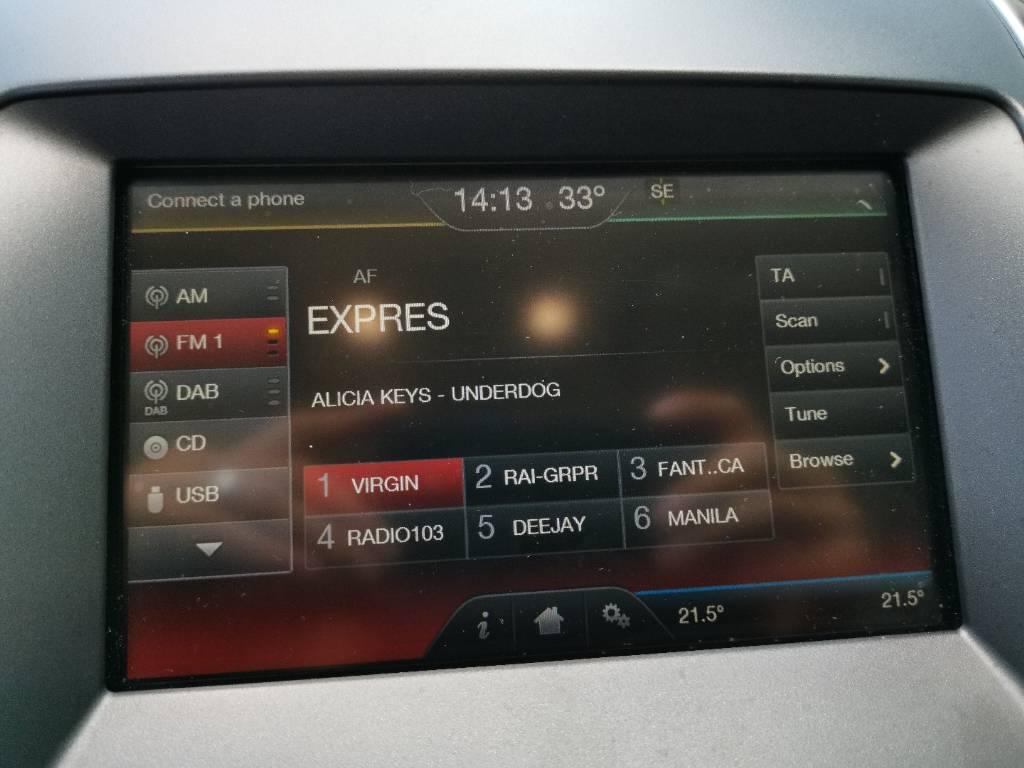 Connect a phone
14:13 33°
SE
AF
EXPRES
ALICIA KEYS - UNDERDOG
AM
FM 1
DAB
DAB
CD
USB
1 VIRGIN
2 RAI-GRPR
3 FANT..CA
4 RADIO103
5 DEEJAY
6 MANILA
TA
Scan
Options
Tune
Browse
i
21.5°
21.5°